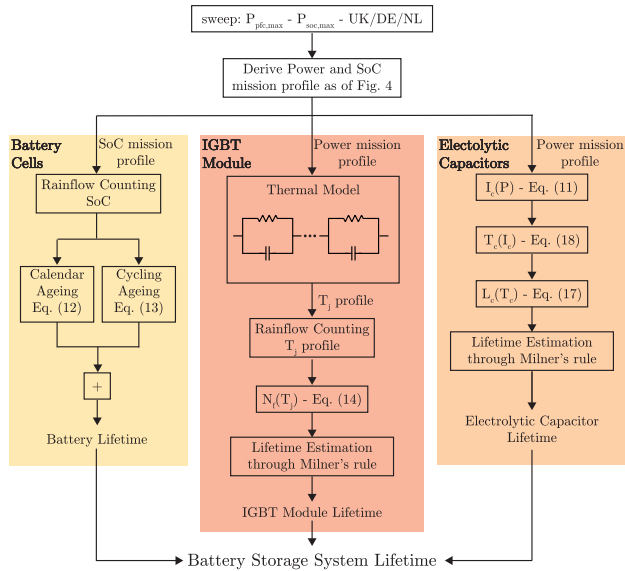 sweep: P_pfc,max - P_soc,max - UK/DE/NL
Derive Power and SoC
mission profile as of Fig. 4
Battery
Cells
SoC mission
profile
Rainflow Counting
SoC
Calendar
Ageing
Eq. (12)
Cycling
Ageing
Eq. (13)
+
Battery Lifetime
IGBT
Module
Power mission
profile
Thermal Model
T_j profile
Rainflow Counting
T_j profile
N_f(T_j) - Eq. (14)
Lifetime Estimation
through Milner's rule
IGBT Module Lifetime
Electolytic
Capacitors
Power mission
profile
I_c(P) - Eq. (11)
T_c(I_c) - Eq. (18)
L_c(T_c) - Eq. (17)
Lifetime Estimation
through Milner's rule
Electrolytic Capacitor
Lifetime
Battery Storage System Lifetime